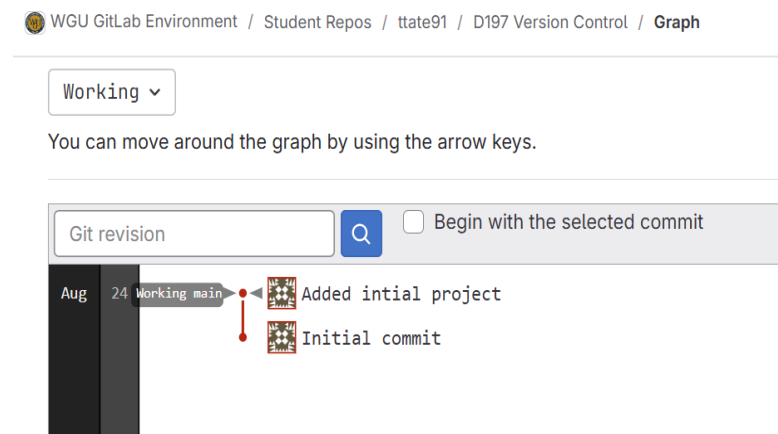 WGU GitLab Environment / Student Repos / ttate91 / D197 Version Control / Graph
Working
You can move around the graph by using the arrow keys.
Git revision
Begin with the selected commit
Aug 24 Working main Added intial project
Initial commit